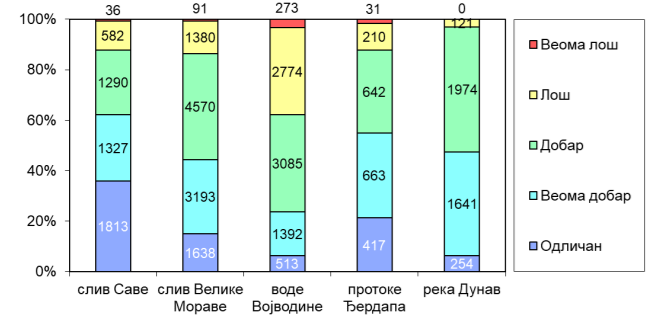 36 91 273 31 0
100%
582 1380 2774 210 121
80%
1290 4570 3085 642 1974
60%
1327 3193 1392 663 1641
40%
1813 1638 513 417 254
20%
0%
слив Саве
слив Велике
Мораве
воде
Војводине
протоке
Ђердапа
река Дунав
Веома лош
Лош
Добар
Веома добар
Одличан